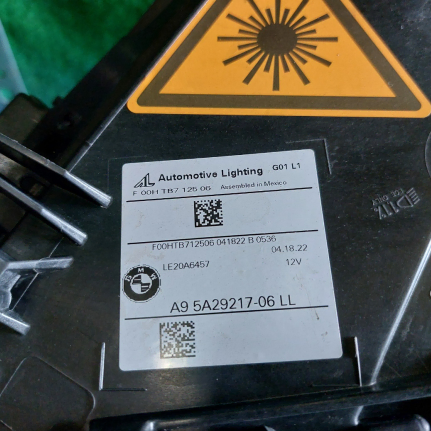 Automotive Lighting G01 L1
F 00H TB7 125 06 Assembled in Mexico
F00HTB712506 041822 B 0536
LE20A6457 04.18.22
12V
BMW
A9 5A29217-06 LL